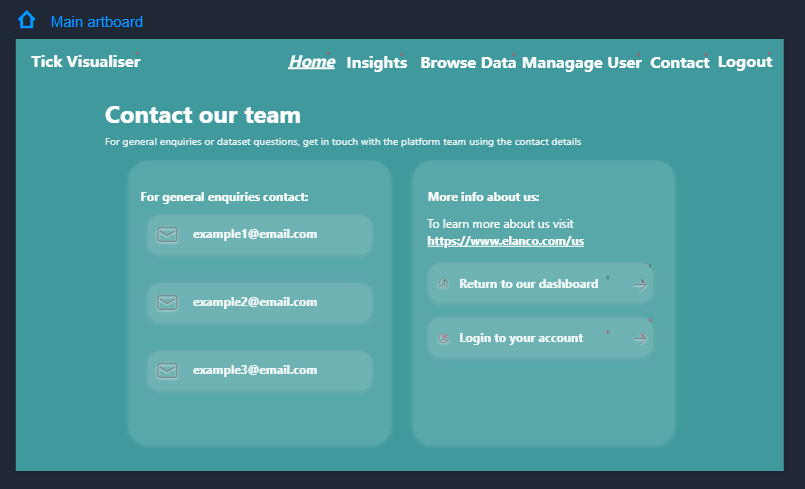 Main artboard
Tick Visualiser Home Insights Browse Data Managage User Contact Logout
Contact our team
For general enquiries or dataset questions, get in touch with the platform team using the contact details
For general enquiries contact:
example1@email.com
example2@email.com
example3@email.com
More info about us:
To learn more about us visit
https://www.elanco.com/us
Return to our dashboard
Login to your account